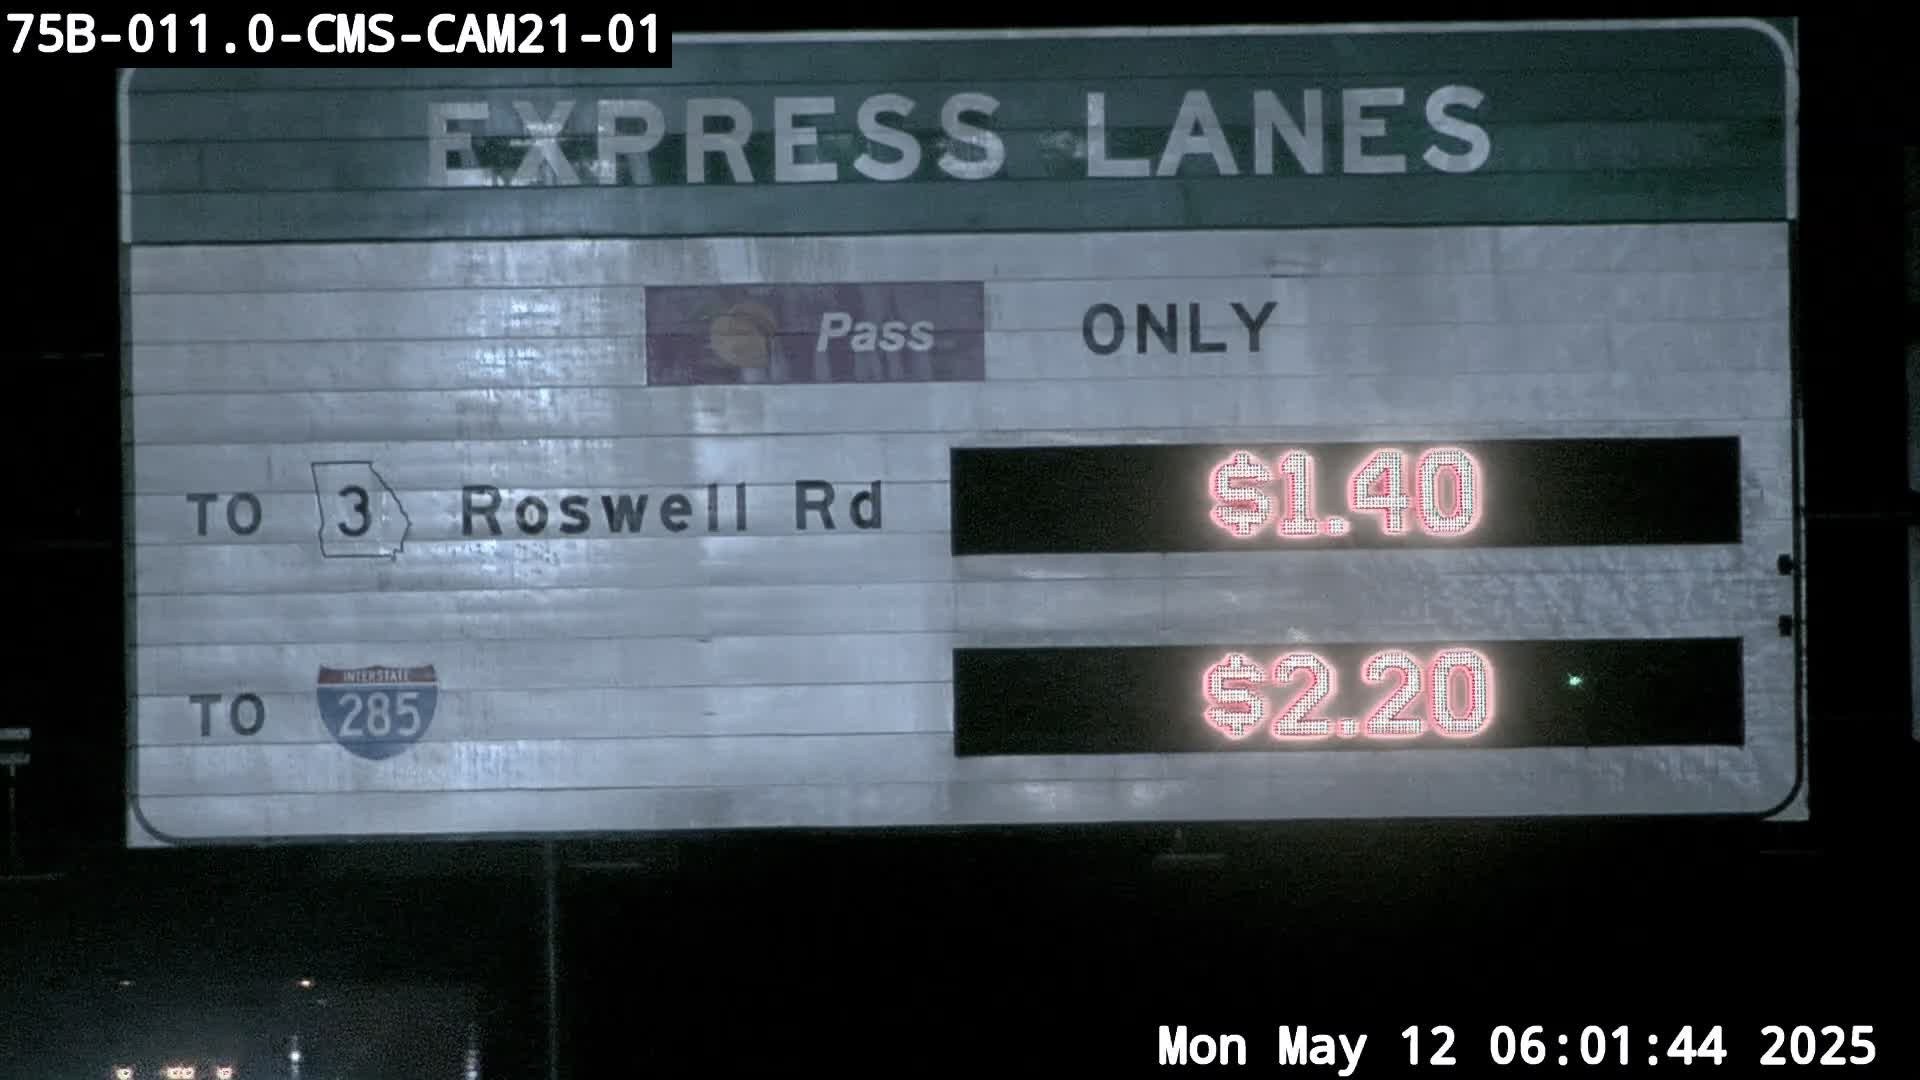 75B-011.0-CMS-CAM21-01
EXPRESS LANES
Pass ONLY
TO 3 Roswell Rd $1.40
INTERSTATE
TO 285 $2.20
Mon May 12 06:01:44 2025